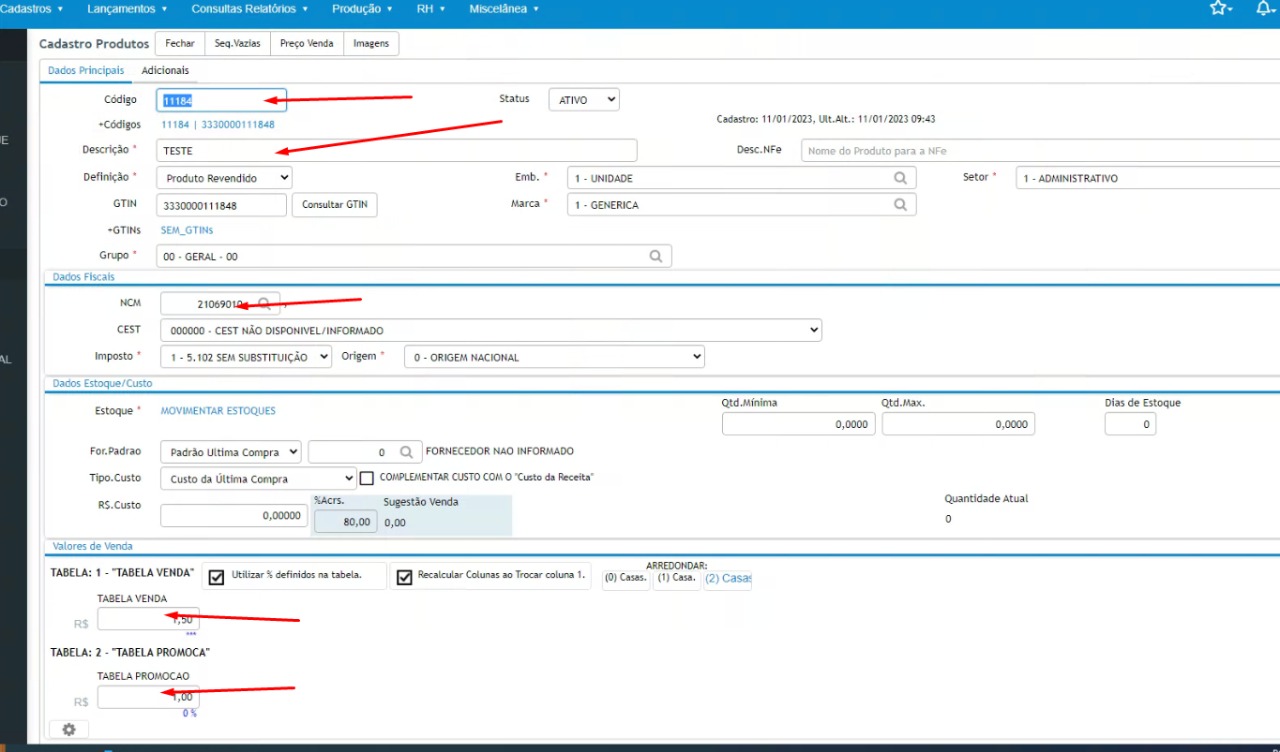 Cadastros Lançamentos Consultas Relatórios Produção RH Miscelânea
Cadastro Produtos Fechar Seq.Vazias Preço Venda Imagens
Dados Principais Adicionais
Código 11184 Status ATIVO
+Códigos 11184 | 3330000111848 Cadastro: 11/01/2023, Ult.Alt.: 11/01/2023 09:43
Descrição * TESTE Desc.NFe Nome do Produto para a NFe
Definição * Produto Revendido Emb. * 1 - UNIDADE Setor * 1 - ADMINISTRATIVO
GTIN 3330000111848 Consultar GTIN Marca * 1 - GENERICA
+GTINs SEM_GTINs
Grupo * 00 - GERAL - 00
Dados Fiscais
NCM 21069010
CEST 000000 - CEST NÃO DISPONIVEL/INFORMADO
Imposto * 1 - 5.102 SEM SUBSTITUIÇÃO Origem * 0 - ORIGEM NACIONAL
Dados Estoque/Custo
Estoque * MOVIMENTAR ESTOQUES
Qtd.Mínima Qtd.Max. Dias de Estoque
0,0000 0,0000 0
For.Padrao Padrão Ultima Compra 0 FORNECEDOR NAO INFORMADO
Tipo.Custo Custo da Última Compra COMPLEMENTAR CUSTO COM O "Custo da Receita"
R$.Custo 0,00000 %Acrs. 80,00 Sugestão Venda 0,00
Quantidade Atual
0
Valores de Venda
TABELA: 1 - "TABELA VENDA" Utilizar % definidos na tabela. Recalcular Colunas ao Trocar coluna 1. ARREDONDAR:
(0) Casas. (1) Casa. (2) Casas
TABELA VENDA
R$ 1,50
***
TABELA: 2 - "TABELA PROMOCA"
TABELA PROMOCAO
R$ 1,00
0 %